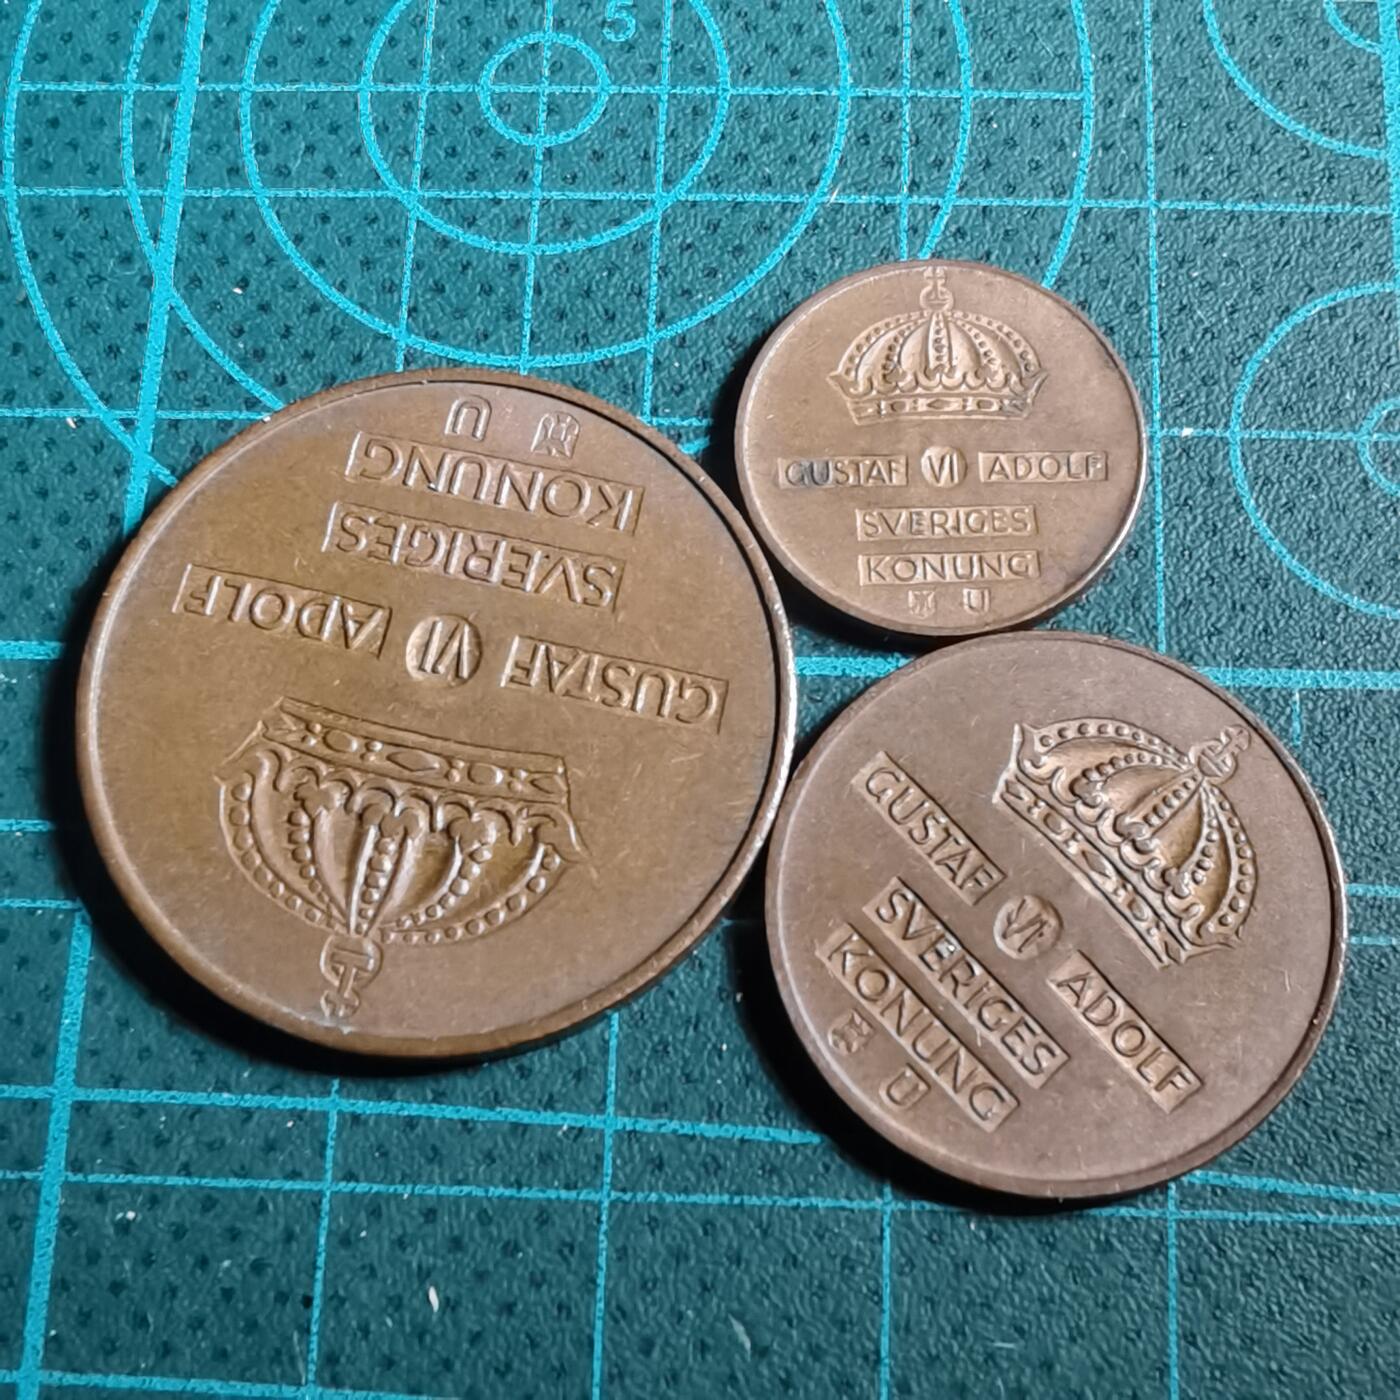 5
GUSTAF VI ADOLF
SVERIGES
KONUNG
U
GUSTAF VI ADOLF
SVERIGES
KONUNG
U
GUSTAF VI ADOLF
SVERIGES
KONUNG
U